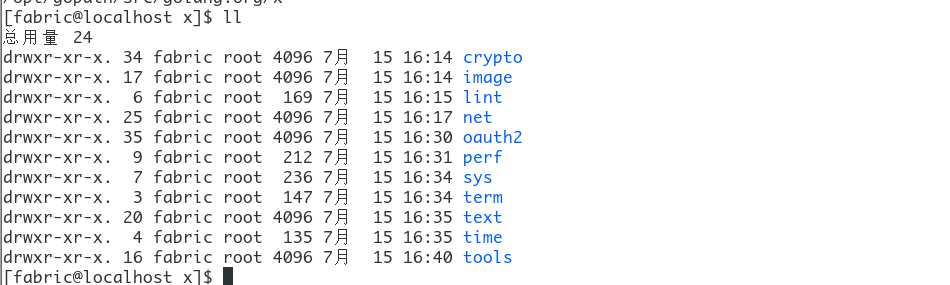 /opt/gopath/src/golang.org/x
[fabric@localhost x]$ ll
总用量 24
drwxr-xr-x. 34 fabric root 4096 7月  15 16:14 crypto
drwxr-xr-x. 17 fabric root 4096 7月  15 16:14 image
drwxr-xr-x.  6 fabric root  169 7月  15 16:15 lint
drwxr-xr-x. 25 fabric root 4096 7月  15 16:17 net
drwxr-xr-x. 35 fabric root 4096 7月  15 16:30 oauth2
drwxr-xr-x.  9 fabric root  212 7月  15 16:31 perf
drwxr-xr-x.  7 fabric root  236 7月  15 16:34 sys
drwxr-xr-x.  3 fabric root  147 7月  15 16:34 term
drwxr-xr-x. 20 fabric root 4096 7月  15 16:35 text
drwxr-xr-x.  4 fabric root  135 7月  15 16:35 time
drwxr-xr-x. 16 fabric root 4096 7月  15 16:40 tools
[fabric@localhost x]$